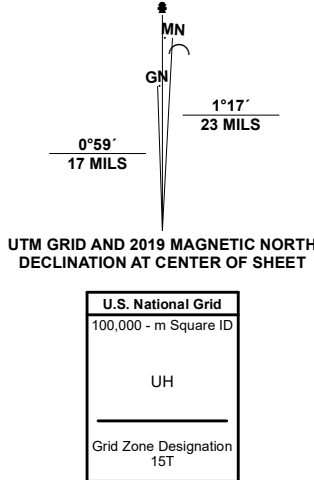 MN
GN
1°17´
23 MILS
0°59´
17 MILS
UTM GRID AND 2019 MAGNETIC NORTH
DECLINATION AT CENTER OF SHEET
U.S. National Grid
100,000 - m Square ID
UH
Grid Zone Designation
15T